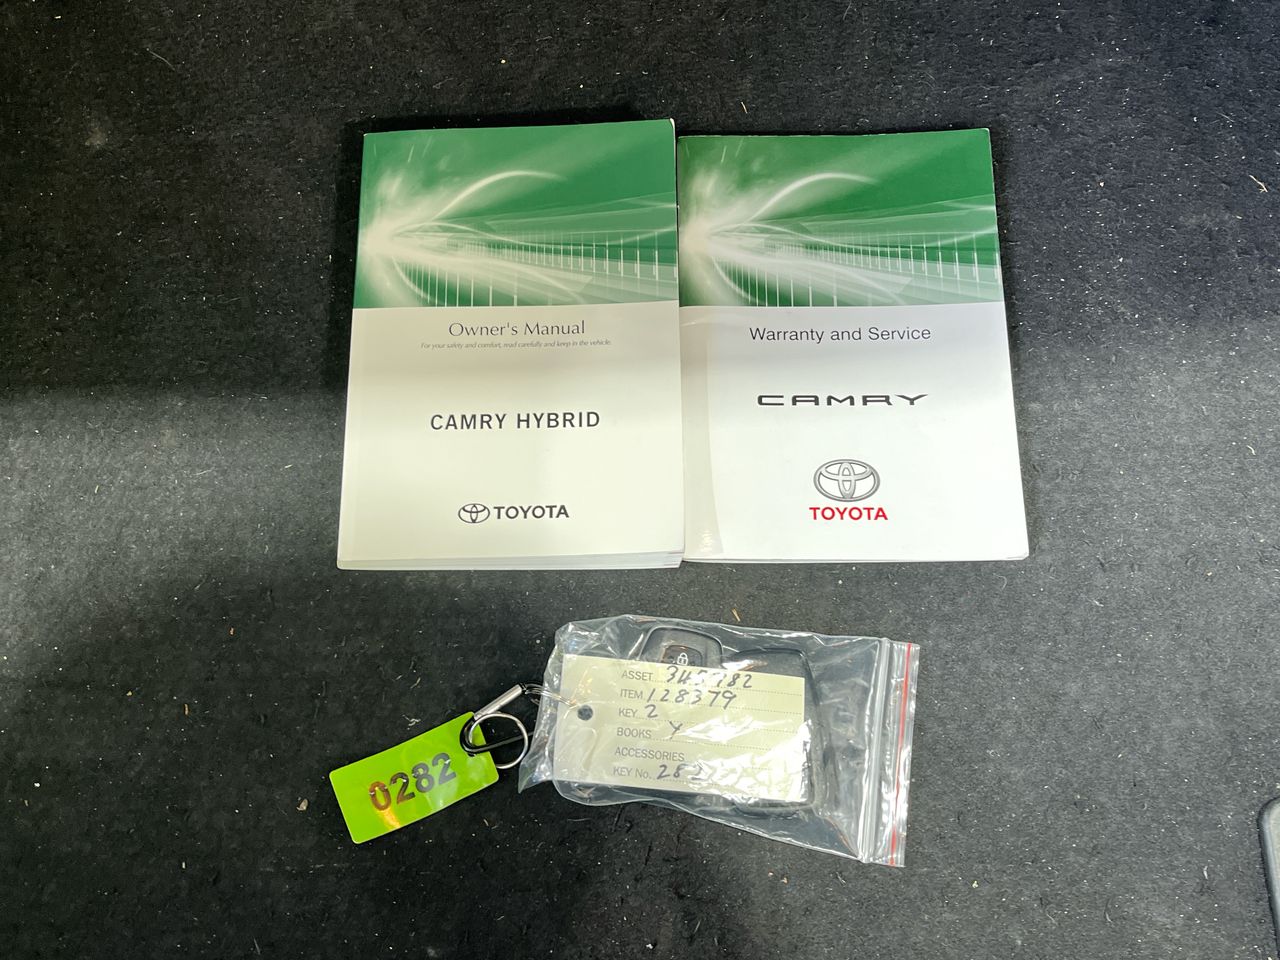 Owner's Manual
For your safety and comfort, read carefully and keep in the vehicle.
CAMRY HYBRID
TOYOTA
Warranty and Service
CAMRY
TOYOTA
ASSET
ITEM 128379
KEY 2
BOOKS Y
ACCESSORIES
KEY No.
0282